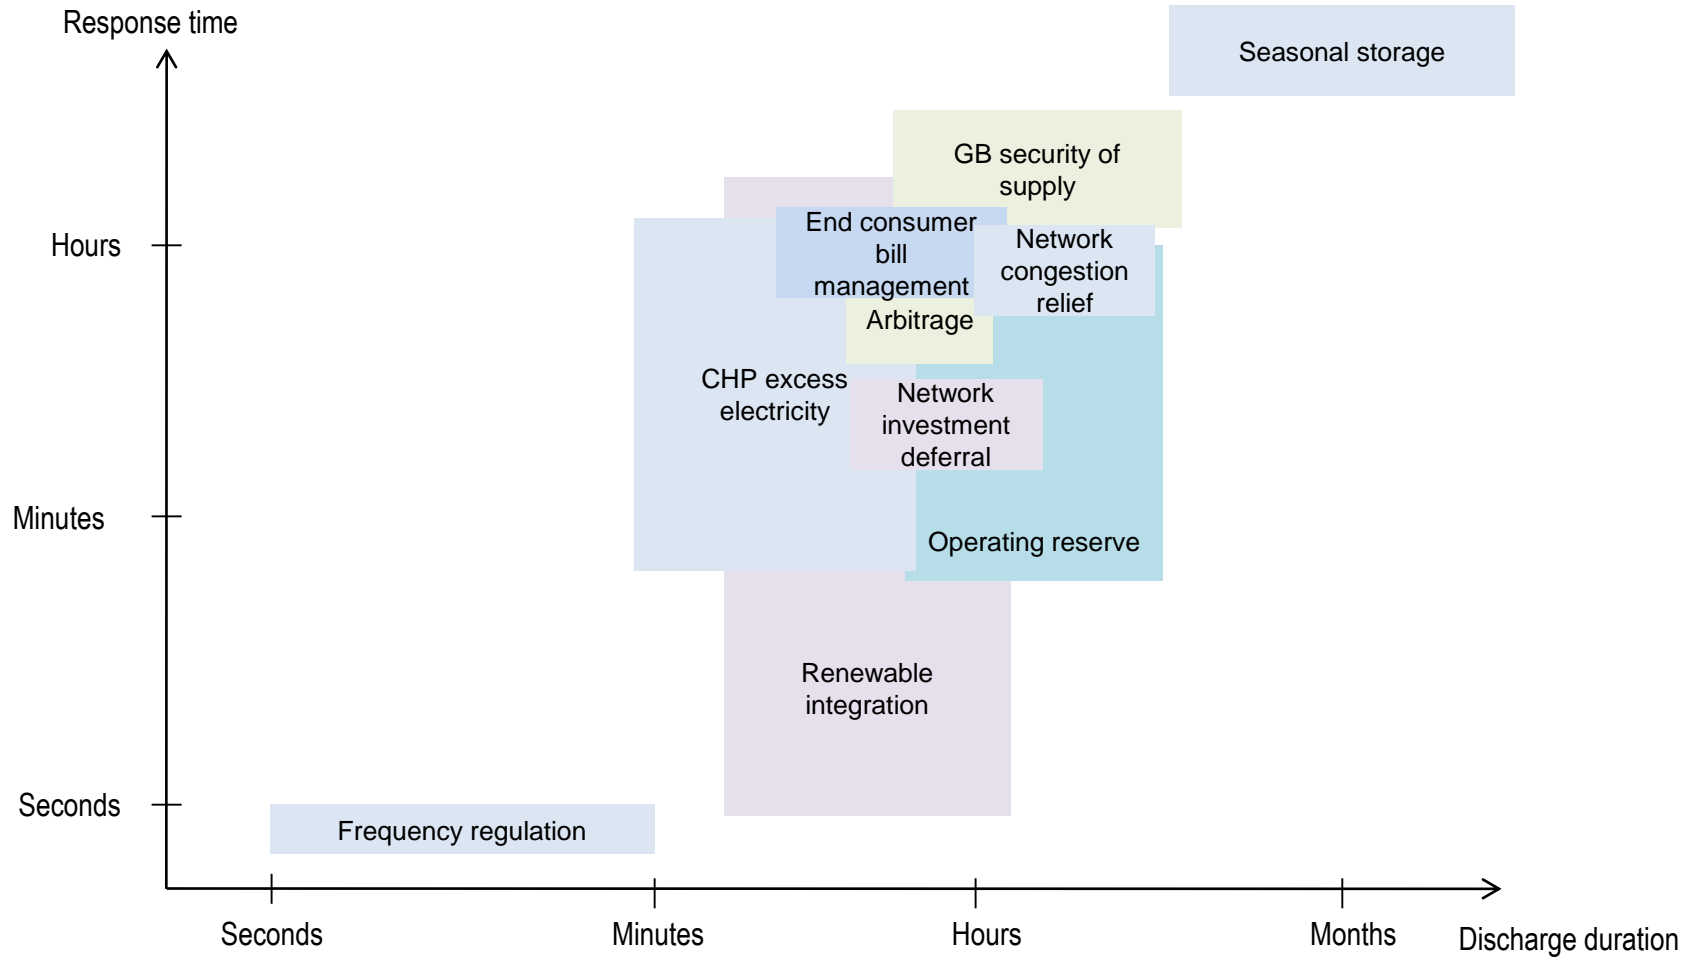 Response time
Seasonal storage
GB security of
supply
End consumer
bill
management
Network
congestion
relief
Hours
Arbitrage
CHP excess
electricity
Network
investment
deferral
Minutes
Operating reserve
Renewable
integration
Seconds
Frequency regulation
Seconds
Minutes
Hours
Months
Discharge duration